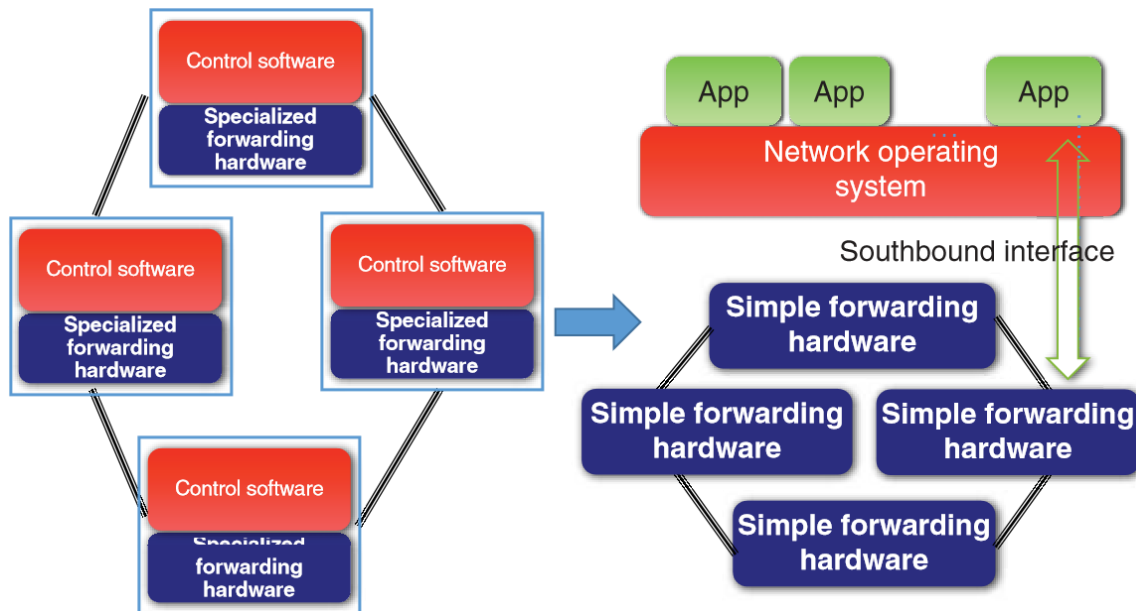 Control software
Specialized
forwarding
hardware
Control software
Specialized
forwarding
hardware
Control software
Specialized
forwarding
hardware
Control software
Specialized
forwarding
hardware
App
App
App
...
Network operating
system
Southbound interface
Simple forwarding
hardware
Simple forwarding
hardware
Simple forwarding
hardware
Simple forwarding
hardware